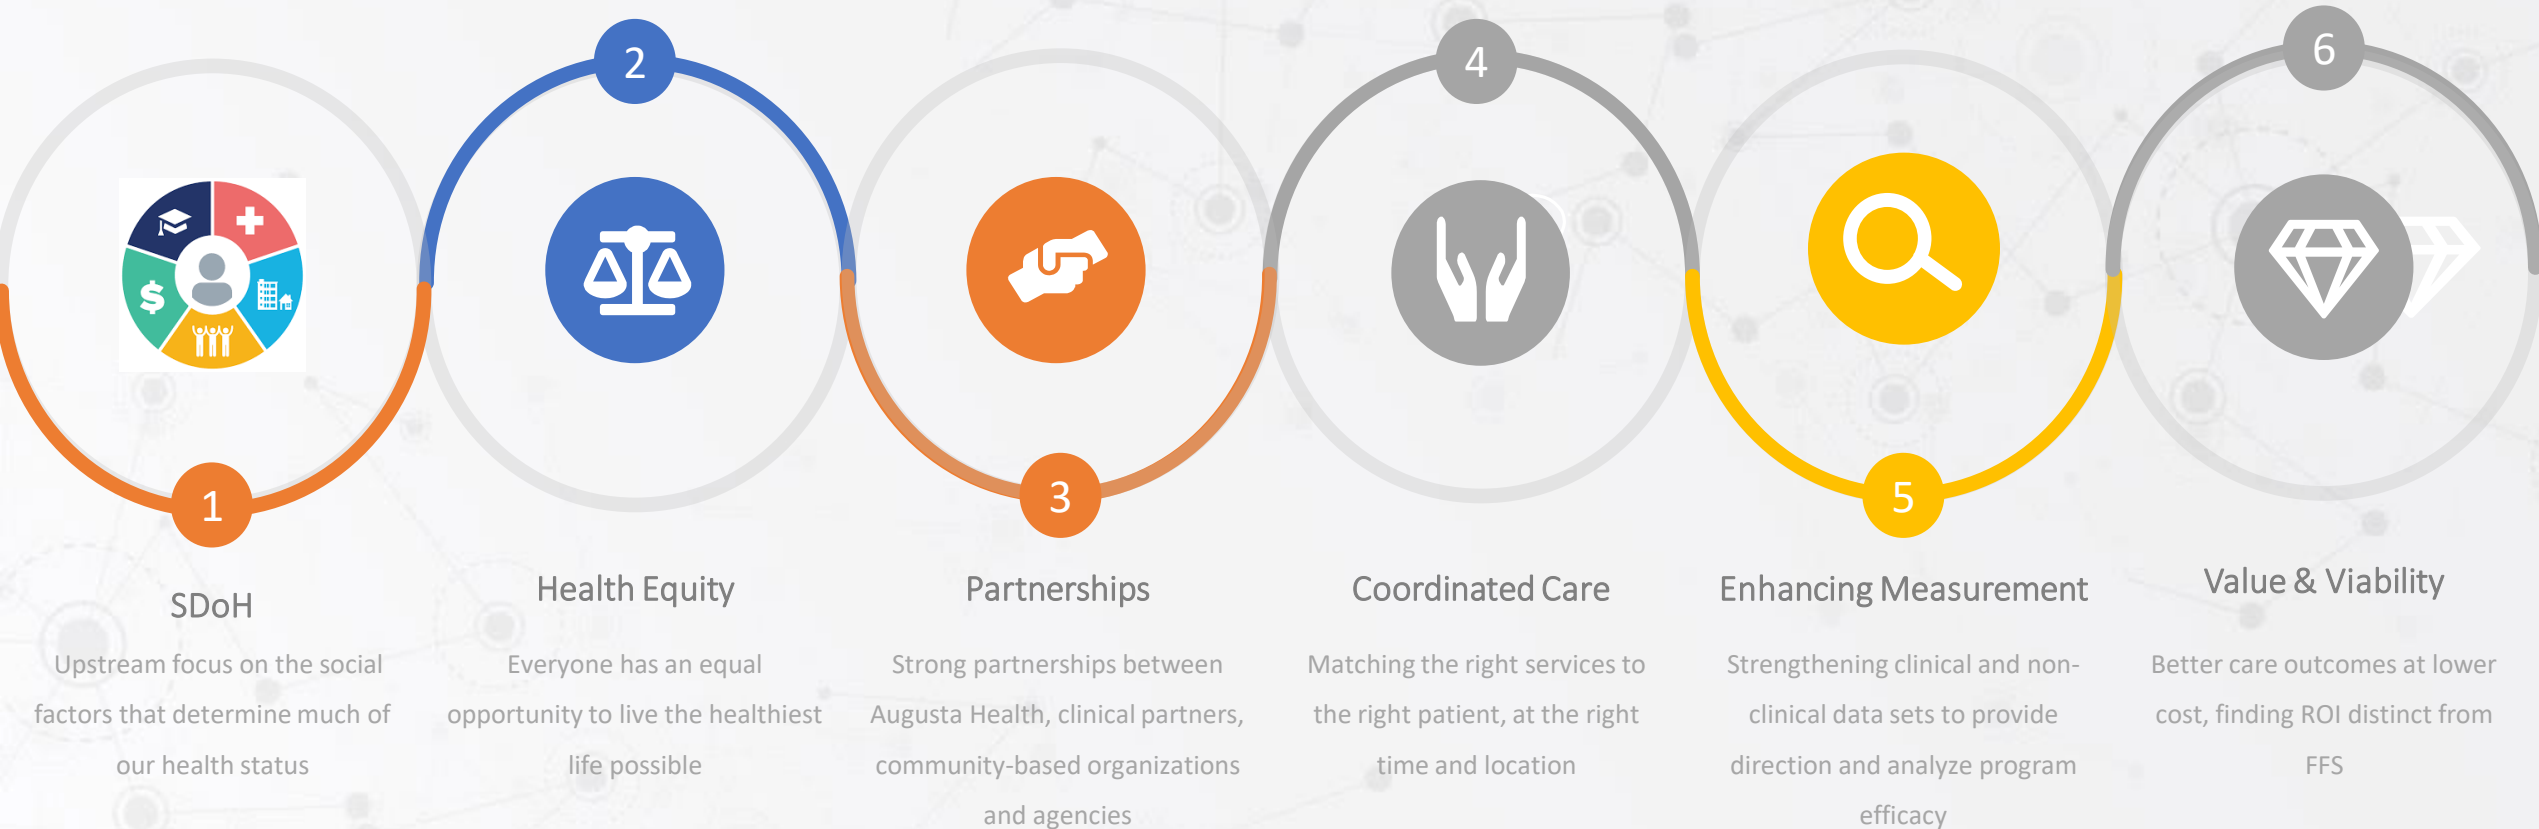 1
SDoH
Upstream focus on the social
factors that determine much of
our health status
2
Health Equity
Everyone has an equal
opportunity to live the healthiest
life possible
3
Partnerships
Strong partnerships between
Augusta Health, clinical partners,
community-based organizations
and agencies
4
Coordinated Care
Matching the right services to
the right patient, at the right
time and location
5
Enhancing Measurement
Strengthening clinical and non-
clinical data sets to provide
direction and analyze program
efficacy
6
Value & Viability
Better care outcomes at lower
cost, finding ROI distinct from
FFS
$